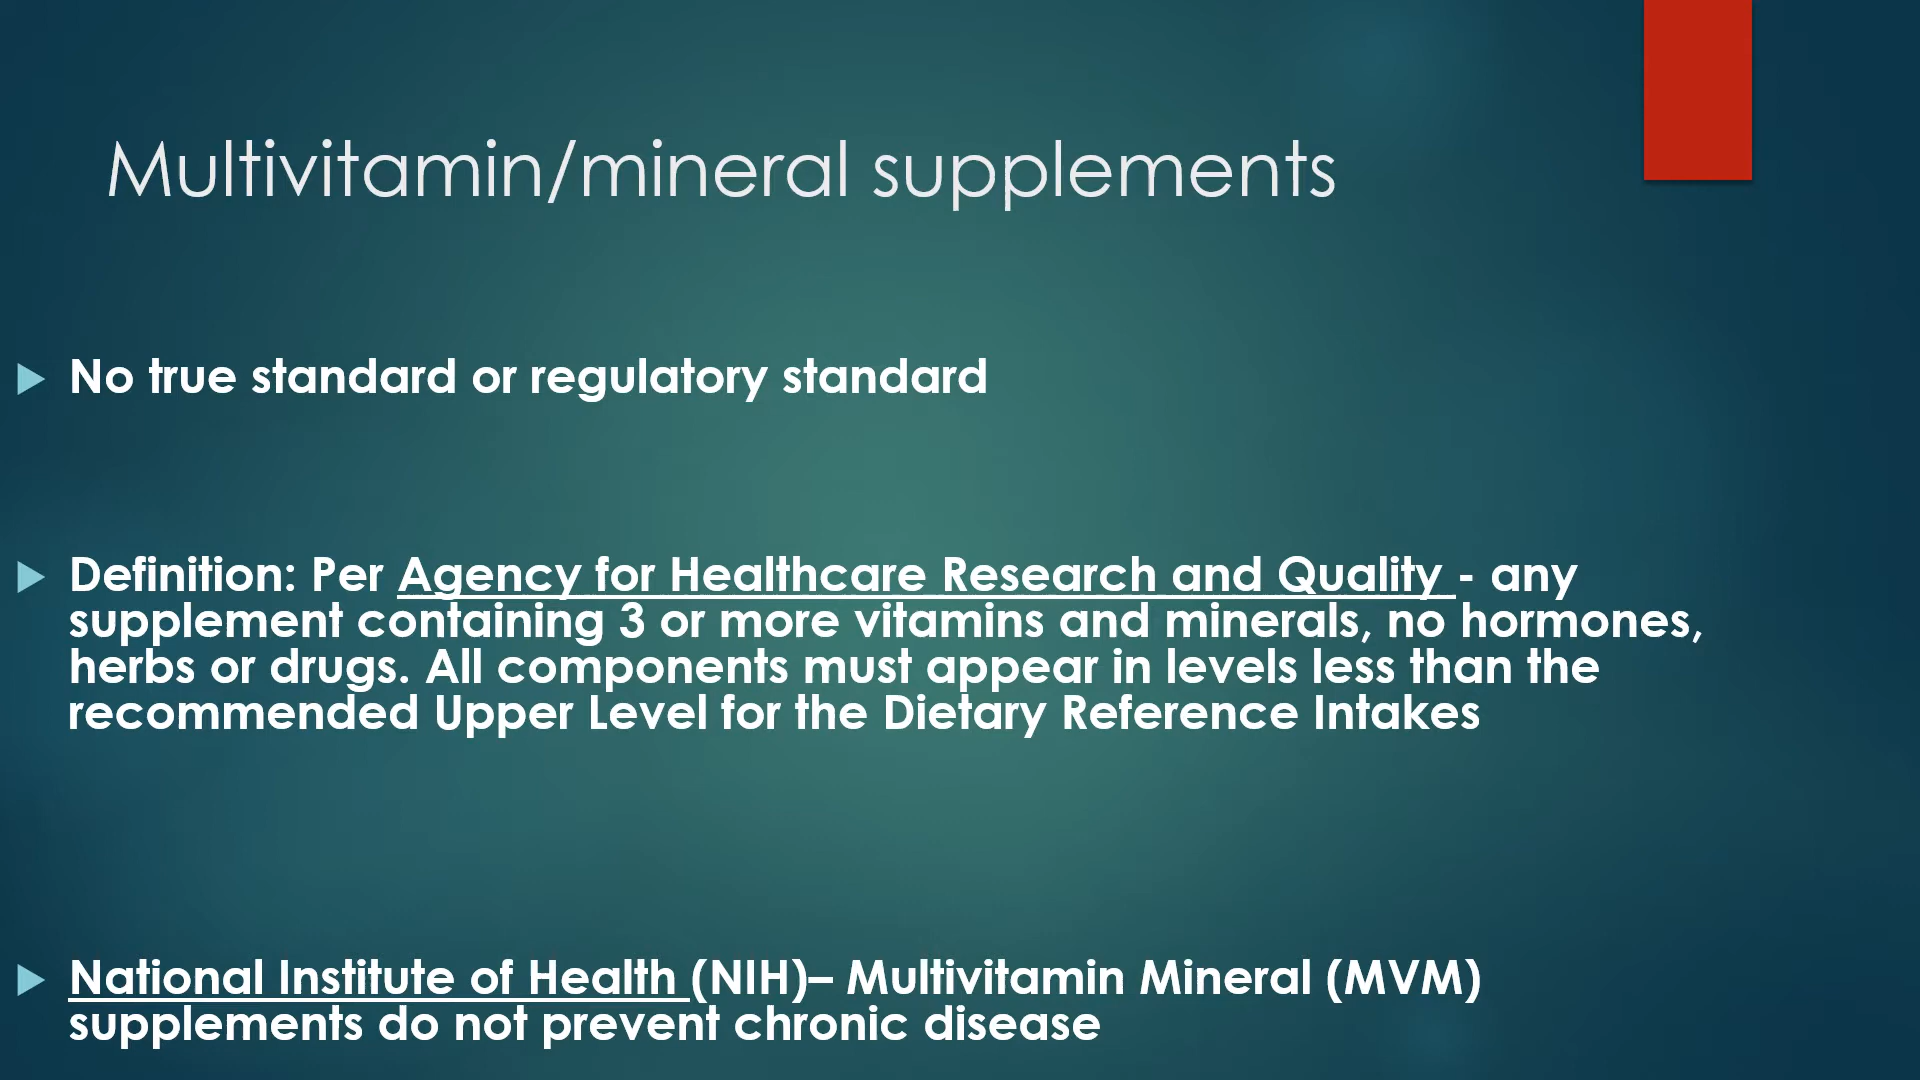 Multivitamin/mineral supplements
No true standard or regulatory standard
Definition: Per Agency for Healthcare Research and Quality - any
supplement containing 3 or more vitamins and minerals, no hormones,
herbs or drugs. All components must appear in levels less than the
recommended Upper Level for the Dietary Reference Intakes
National Institute of Health (NIH)– Multivitamin Mineral (MVM)
supplements do not prevent chronic disease